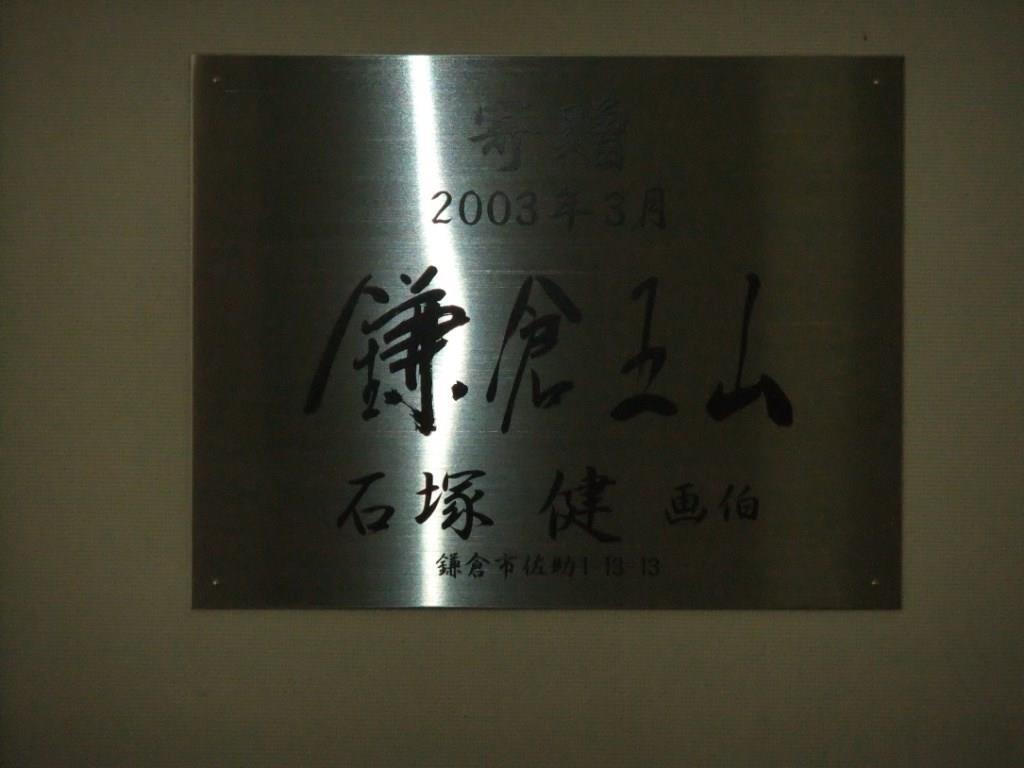 寄贈
2003年3月
鎌倉五山
石塚 健 画伯
鎌倉市佐助1-13-13